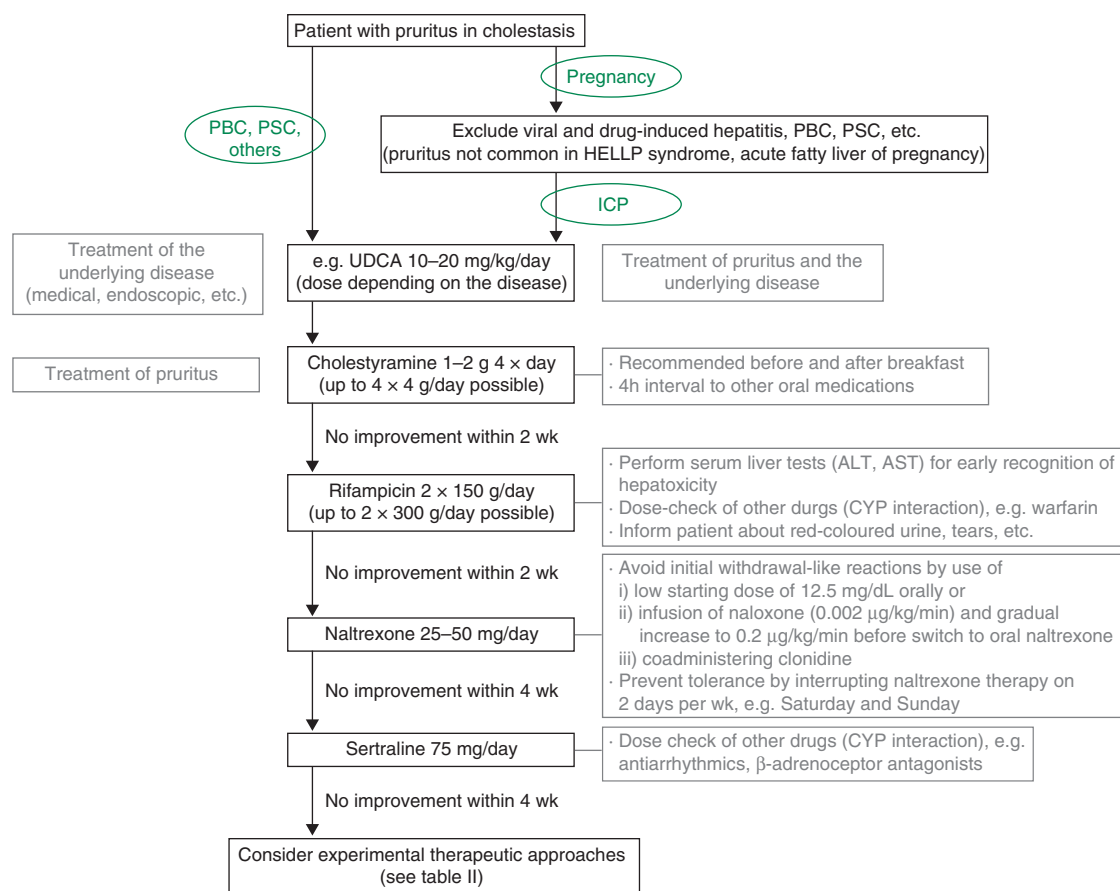 Patient with pruritus in cholestasis
Pregnancy
PBC, PSC,
others
Exclude viral and drug-induced hepatitis, PBC, PSC, etc.
(pruritus not common in HELLP syndrome, acute fatty liver of pregnancy)
ICP
Treatment of the
underlying disease
(medical, endoscopic, etc.)
e.g. UDCA 10–20 mg/kg/day
(dose depending on the disease)
Treatment of pruritus and the
underlying disease
Treatment of pruritus
Cholestyramine 1–2 g 4 × day
(up to 4 × 4 g/day possible)
· Recommended before and after breakfast
· 4h interval to other oral medications
No improvement within 2 wk
Rifampicin 2 × 150 g/day
(up to 2 × 300 g/day possible)
· Perform serum liver tests (ALT, AST) for early recognition of
hepatoxicity
· Dose-check of other durgs (CYP interaction), e.g. warfarin
· Inform patient about red-coloured urine, tears, etc.
No improvement within 2 wk
Naltrexone 25–50 mg/day
· Avoid initial withdrawal-like reactions by use of
i) low starting dose of 12.5 mg/dL orally or
ii) infusion of naloxone (0.002 μg/kg/min) and gradual
increase to 0.2 μg/kg/min before switch to oral naltrexone
iii) coadministering clonidine
· Prevent tolerance by interrupting naltrexone therapy on
2 days per wk, e.g. Saturday and Sunday
No improvement within 4 wk
Sertraline 75 mg/day
· Dose check of other drugs (CYP interaction), e.g.
antiarrhythmics, β-adrenoceptor antagonists
No improvement within 4 wk
Consider experimental therapeutic approaches
(see table II)